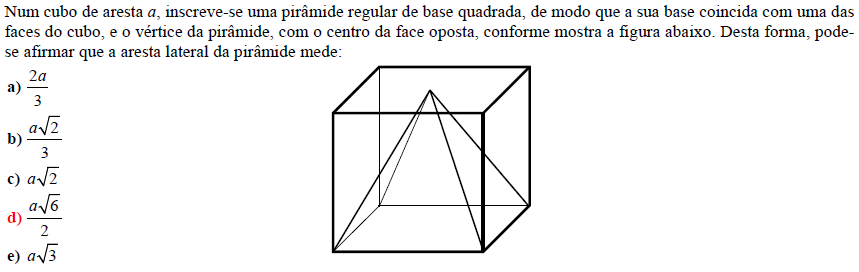 Num cubo de aresta a, inscreve-se uma pirâmide regular de base quadrada, de modo que a sua base coincida com uma das
faces do cubo, e o vértice da pirâmide, com o centro da face oposta, conforme mostra a figura abaixo. Desta forma, pode-
se afirmar que a aresta lateral da pirâmide mede:
a) 2a/3
b) a√2/3
c) a√2
d) a√6/2
e) a√3